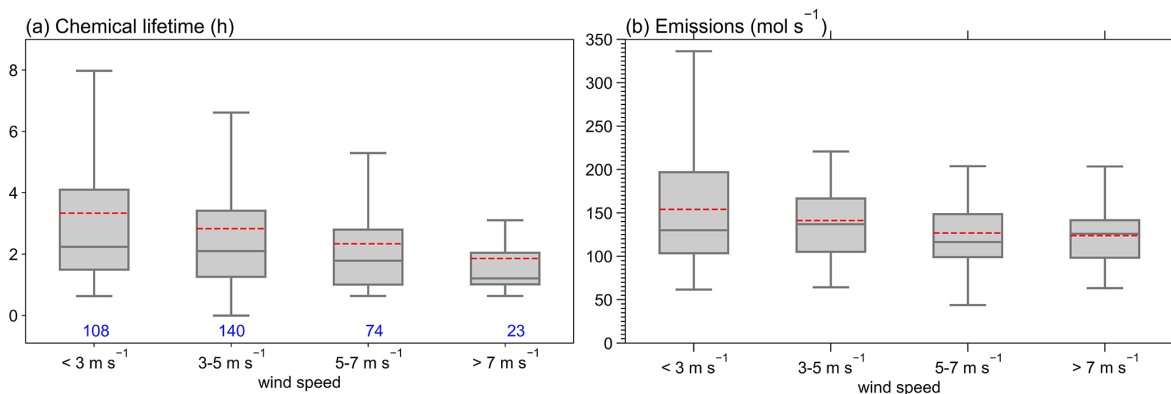 (a) Chemical lifetime (h)
8
6
4
2
0
108 140 74 23
< 3 m s⁻¹ 3-5 m s⁻¹ 5-7 m s⁻¹ > 7 m s⁻¹
wind speed
(b) Emissions (mol s⁻¹)
350
300
250
200
150
100
50
0
< 3 m s⁻¹ 3-5 m s⁻¹ 5-7 m s⁻¹ > 7 m s⁻¹
wind speed